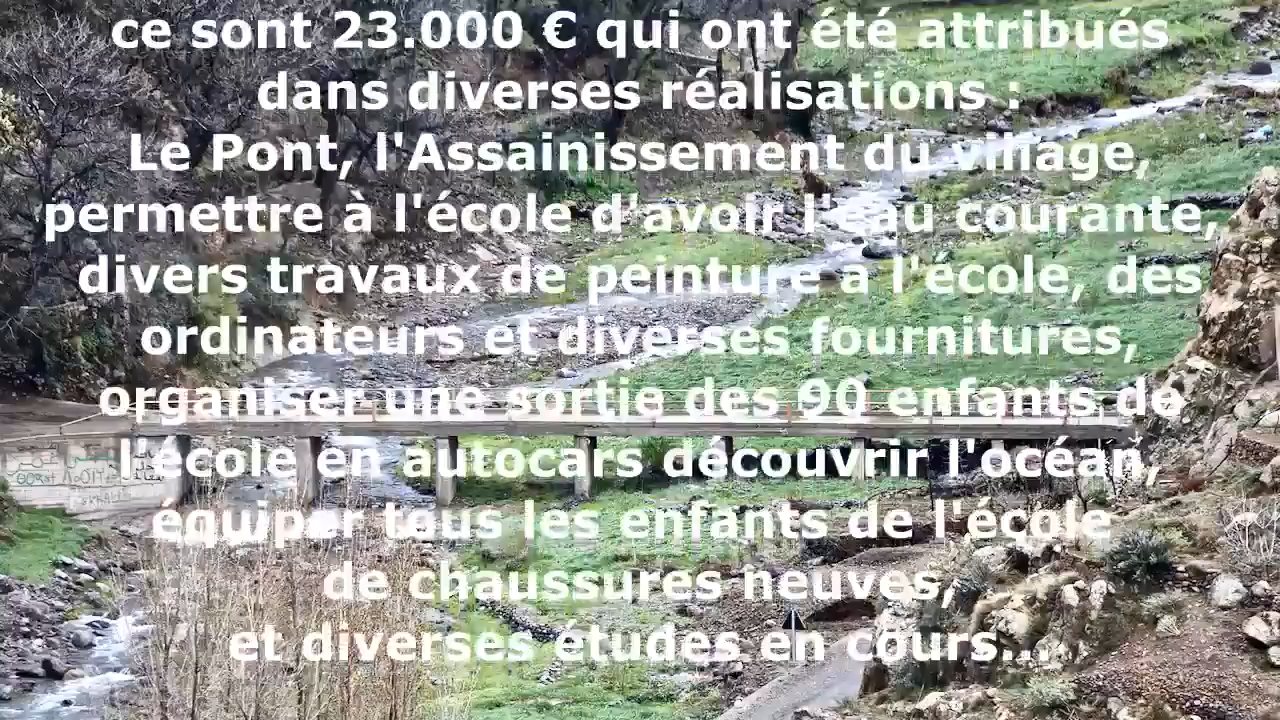 ce sont 23.000 € qui ont été attribués
dans diverses réalisations :
Le Pont, l'Assainissement du village,
permettre à l'école d'avoir l'eau courante,
divers travaux de peinture a l'école, des
ordinateurs et diverses fournitures,
organiser une sortie des 90 enfants de
l'école en autocars découvrir l'océan,
équiper tous les enfants de l'école
de chaussures neuves,
et diverses études en cours....